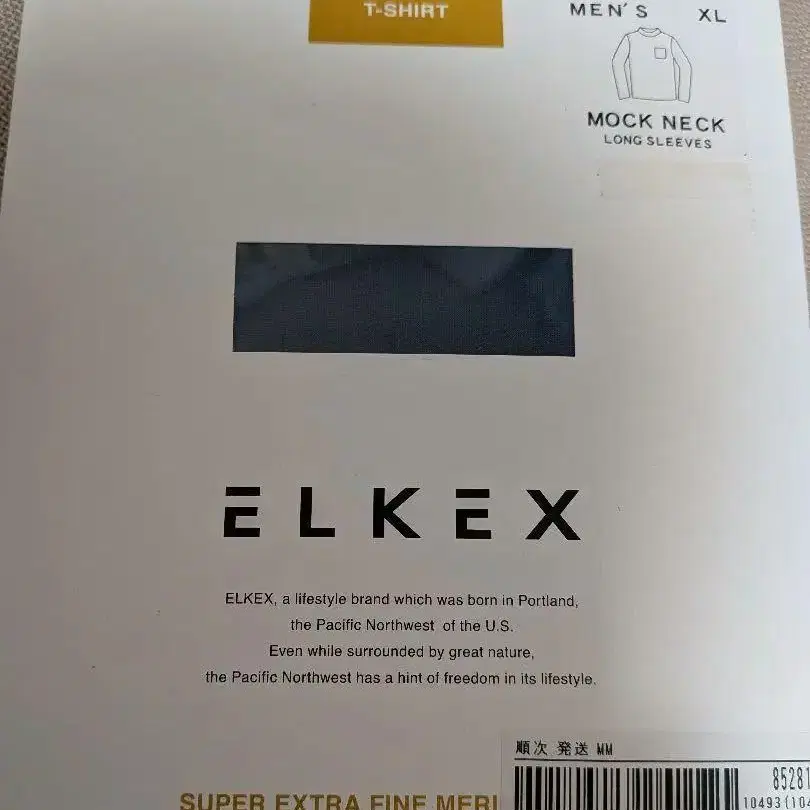 T-SHIRT
MEN'S XL
MOCK NECK
LONG SLEEVES
ELKEX
ELKEX, a lifestyle brand which was born in Portland,
the Pacific Northwest of the U.S.
Even while surrounded by great nature,
the Pacific Northwest has a hint of freedom in its lifestyle.
順次 発送 MM
85281
10493(10
SUPER EXTRA FINE MERI